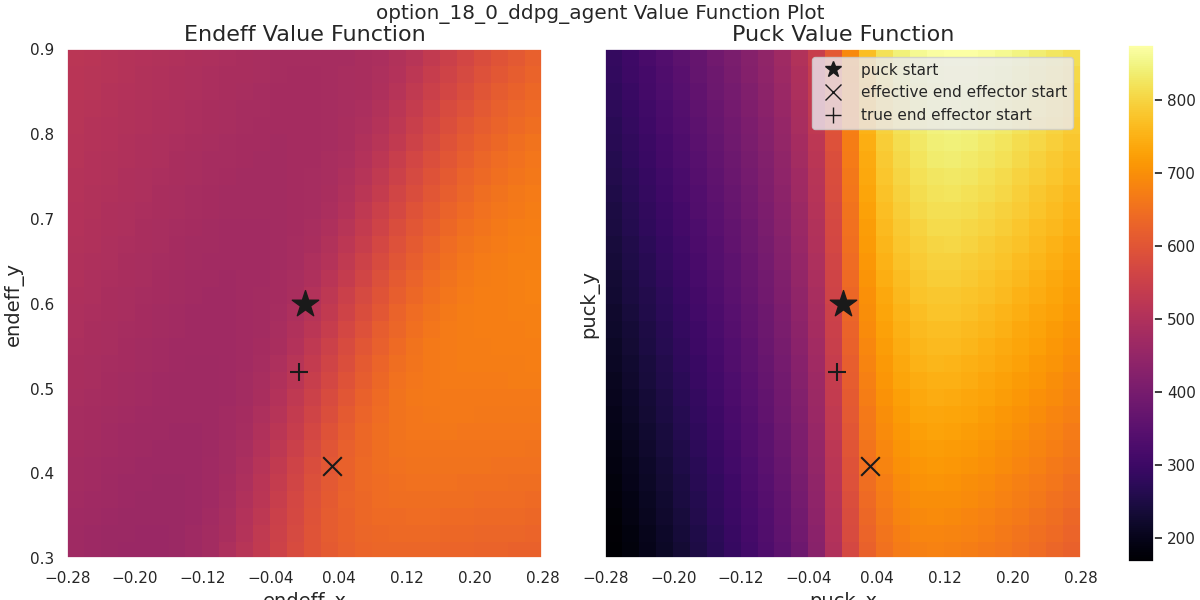 option_18_0_ddpg_agent Value Function Plot
Endeff Value Function
0.9
0.8
0.7
0.6
0.5
0.4
0.3
endeff_y
−0.28 −0.20 −0.12 −0.04 0.04 0.12 0.20 0.28
endeff_x
Puck Value Function
puck start
effective end effector start
true end effector start
puck_y
−0.28 −0.20 −0.12 −0.04 0.04 0.12 0.20 0.28
puck_x
800
700
600
500
400
300
200